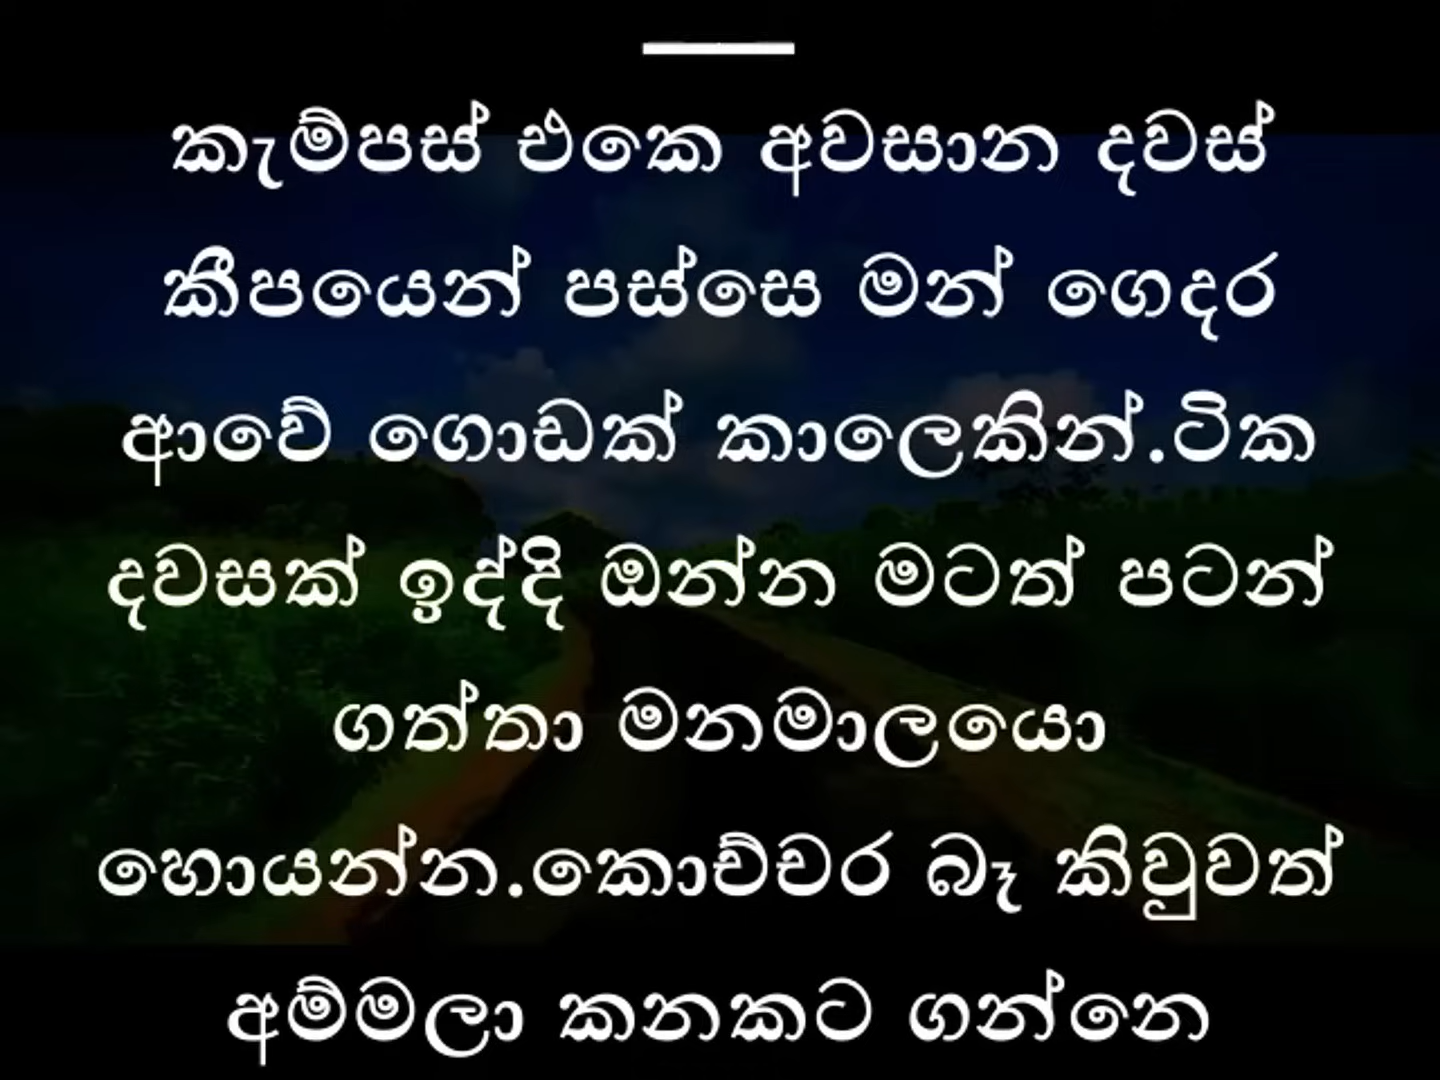 කැම්පස් එකෙ අවසාන දවස්
කීපයෙන් පස්සෙ මන් ගෙදර
ආවේ ගොඩක් කාලෙකින්.ටික
දවසක් ඉද්දි ඔන්න මටත් පටන්
ගත්තා මනමාලයො
හොයන්න.කොච්චර බෑ කිවුවත්
අම්මලා කනකට ගන්නෙ